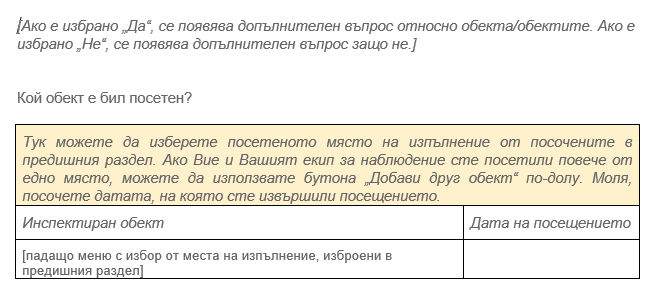 [Ако е избрано „Да“, се появява допълнителен въпрос относно обекта/обектите. Ако е
избрано „Не“, се появява допълнителен въпрос защо не.]
Кой обект е бил посетен?
Тук можете да изберете посетеното място на изпълнение от посочените в
предишния раздел. Ако Вие и Вашият екип за наблюдение сте посетили повече от
едно място, можете да използвате бутона „Добави друг обект“ по-долу. Моля,
посочете датата, на която сте извършили посещението.
Инспектиран обект Дата на посещението
[падащо меню с избор от места на изпълнение, изброени в
предишния раздел]